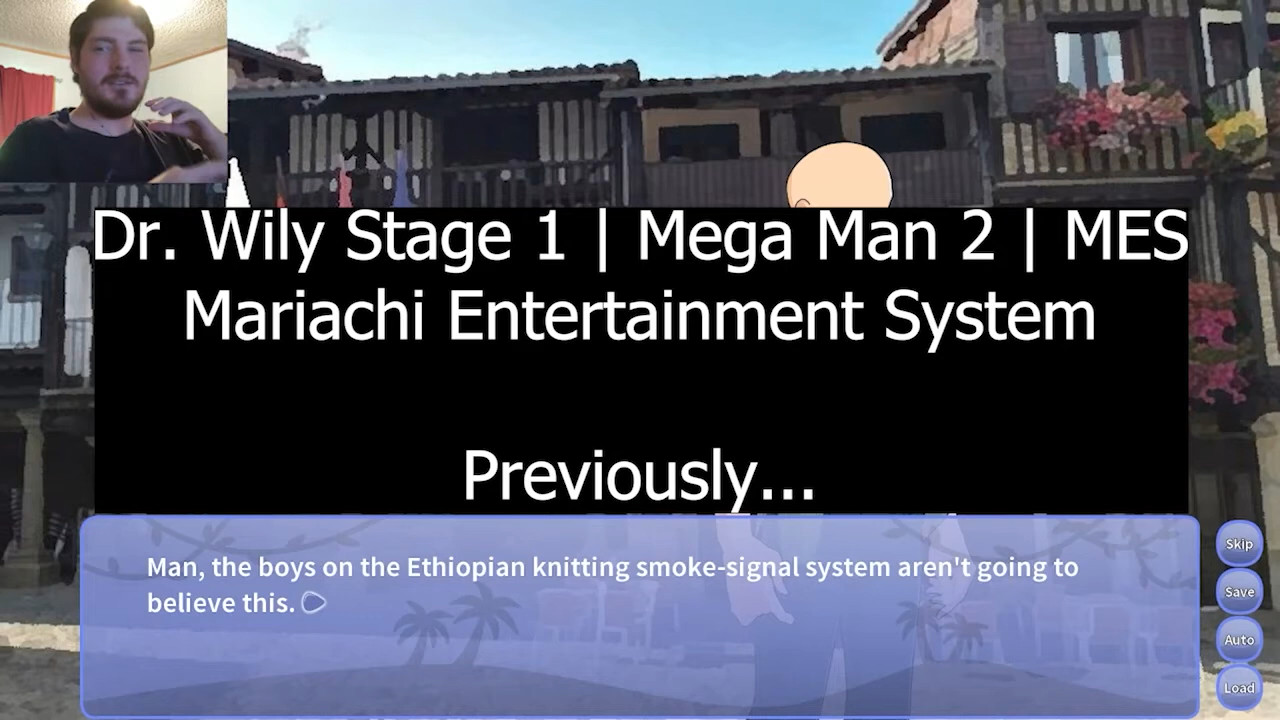 Dr. Wily Stage 1 | Mega Man 2 | MES
Mariachi Entertainment System
Previously...
Man, the boys on the Ethiopian knitting smoke-signal system aren't going to
believe this.
Skip
Save
Auto
Load